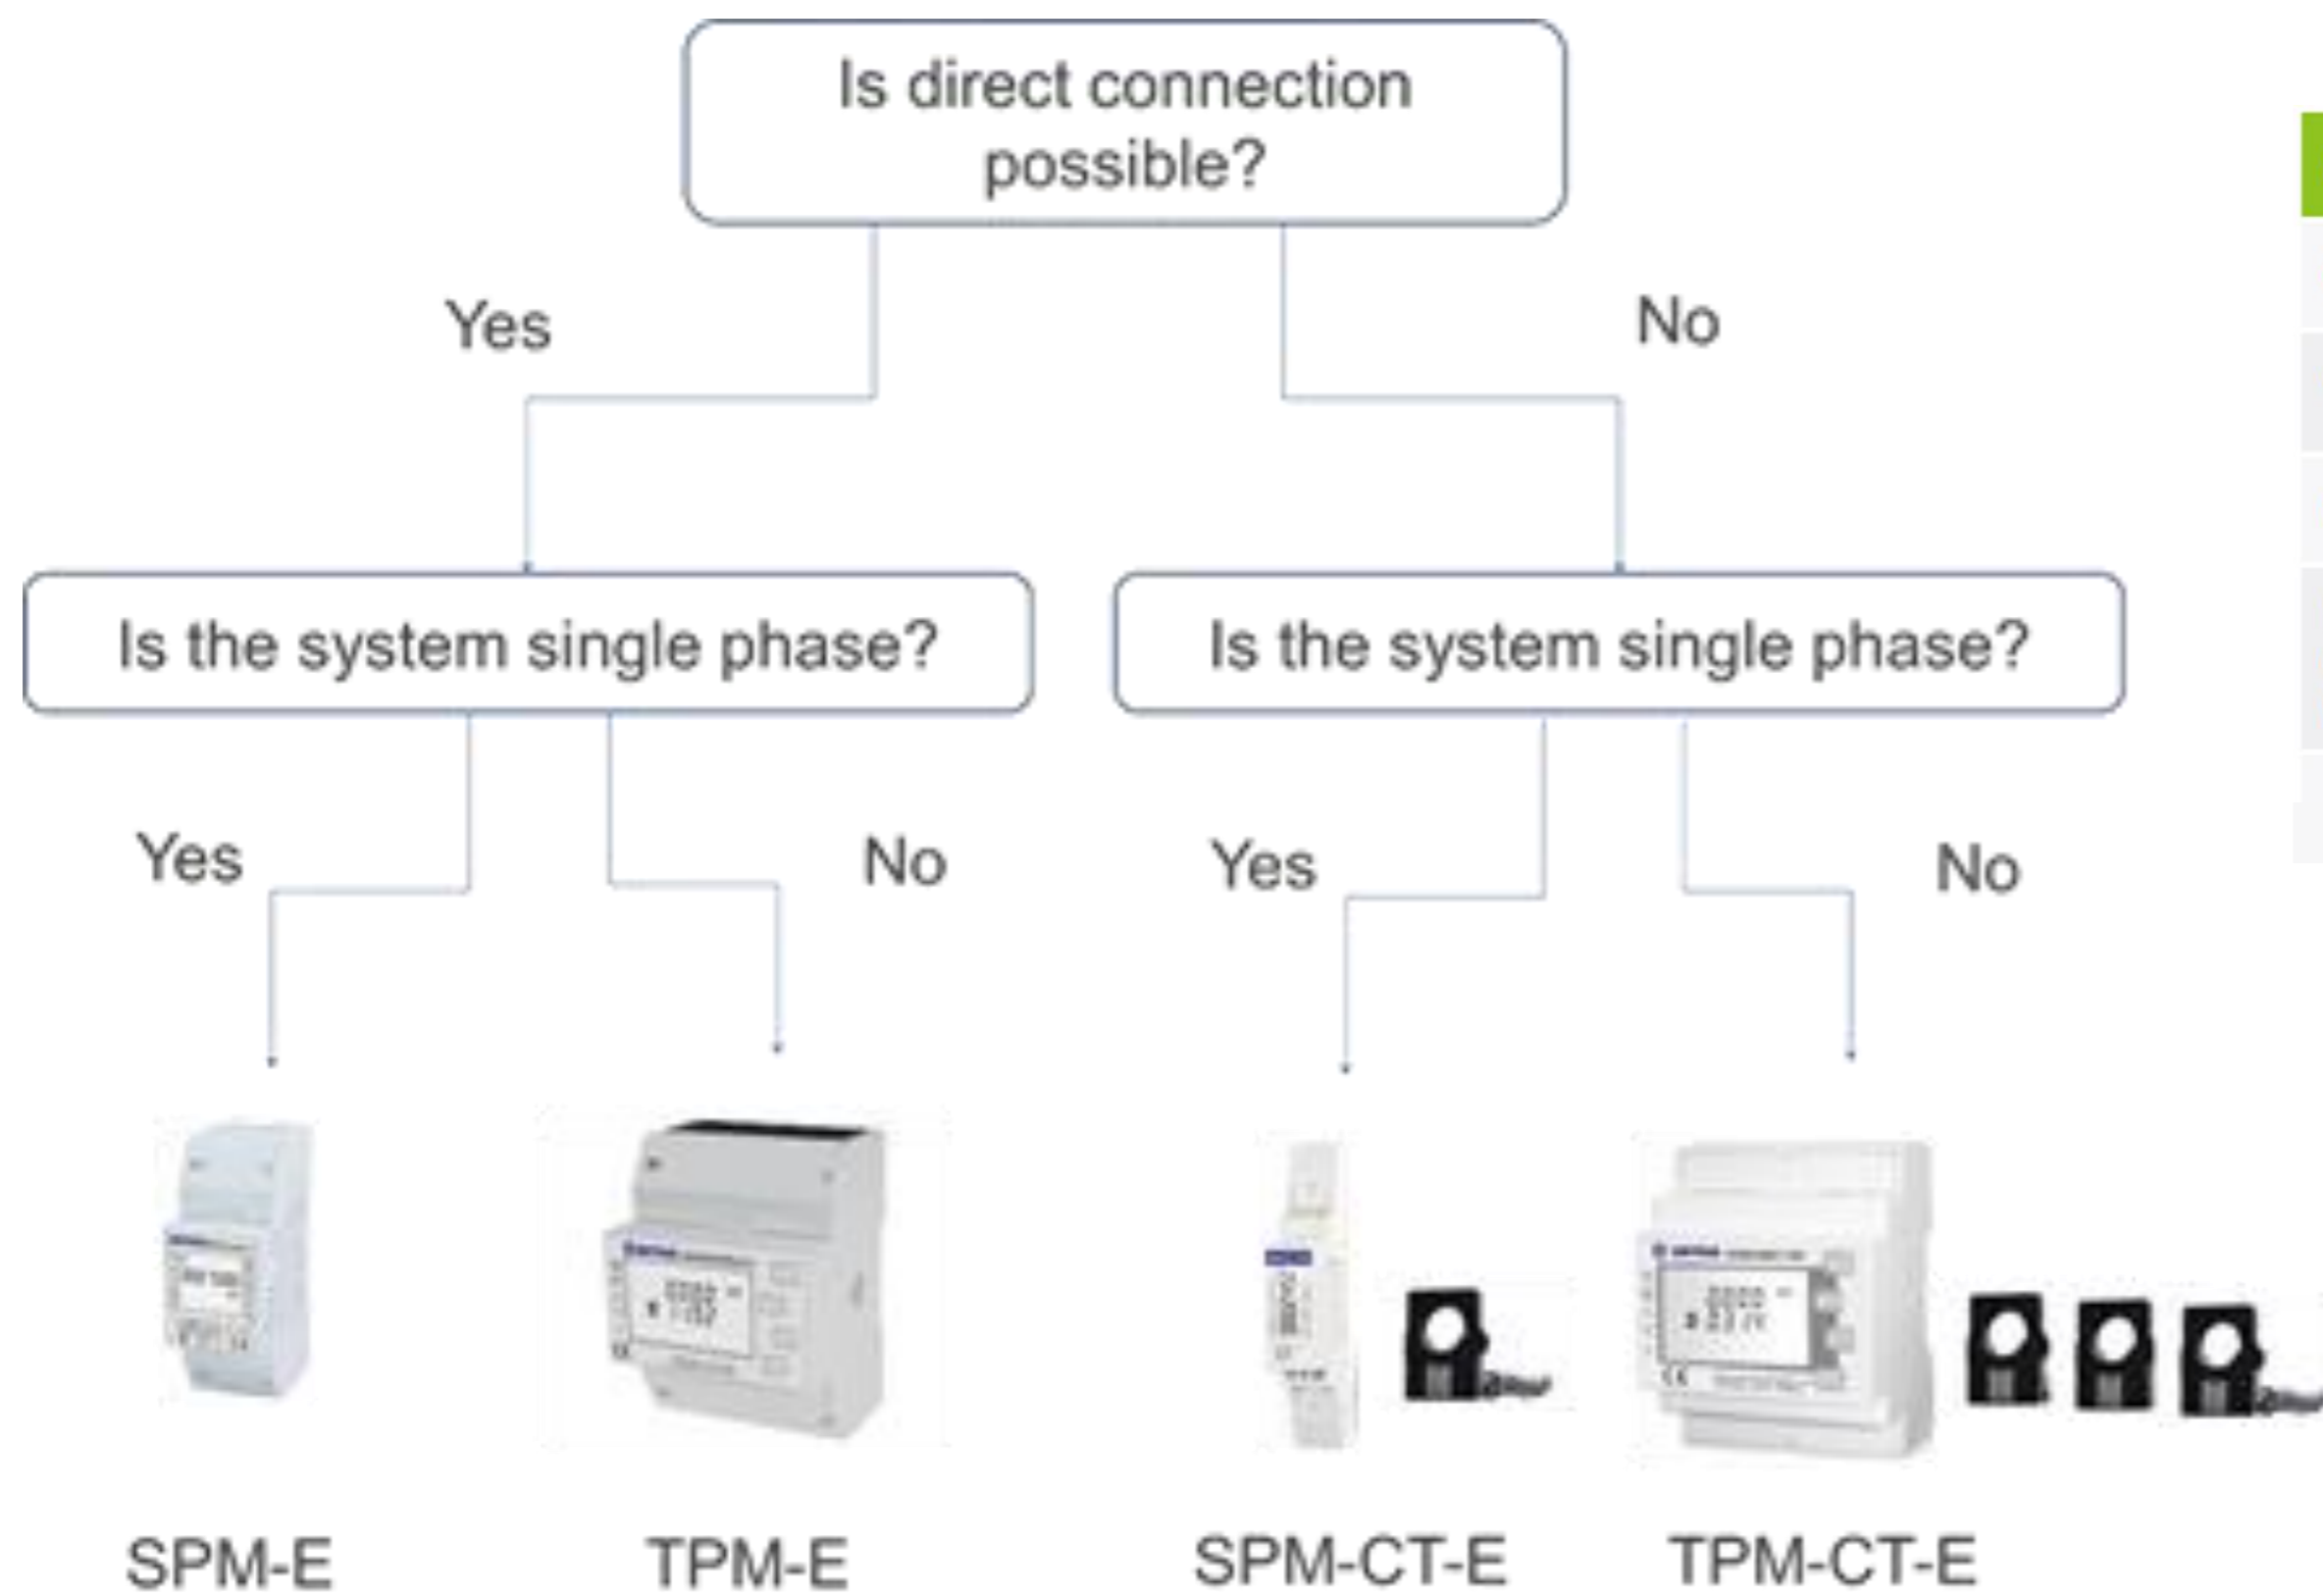 Is direct connection
possible?
Yes
No
Is the system single phase?
Is the system single phase?
Yes
No
Yes
No
SPM-E
TPM-E
SPM-CT-E
TPM-CT-E